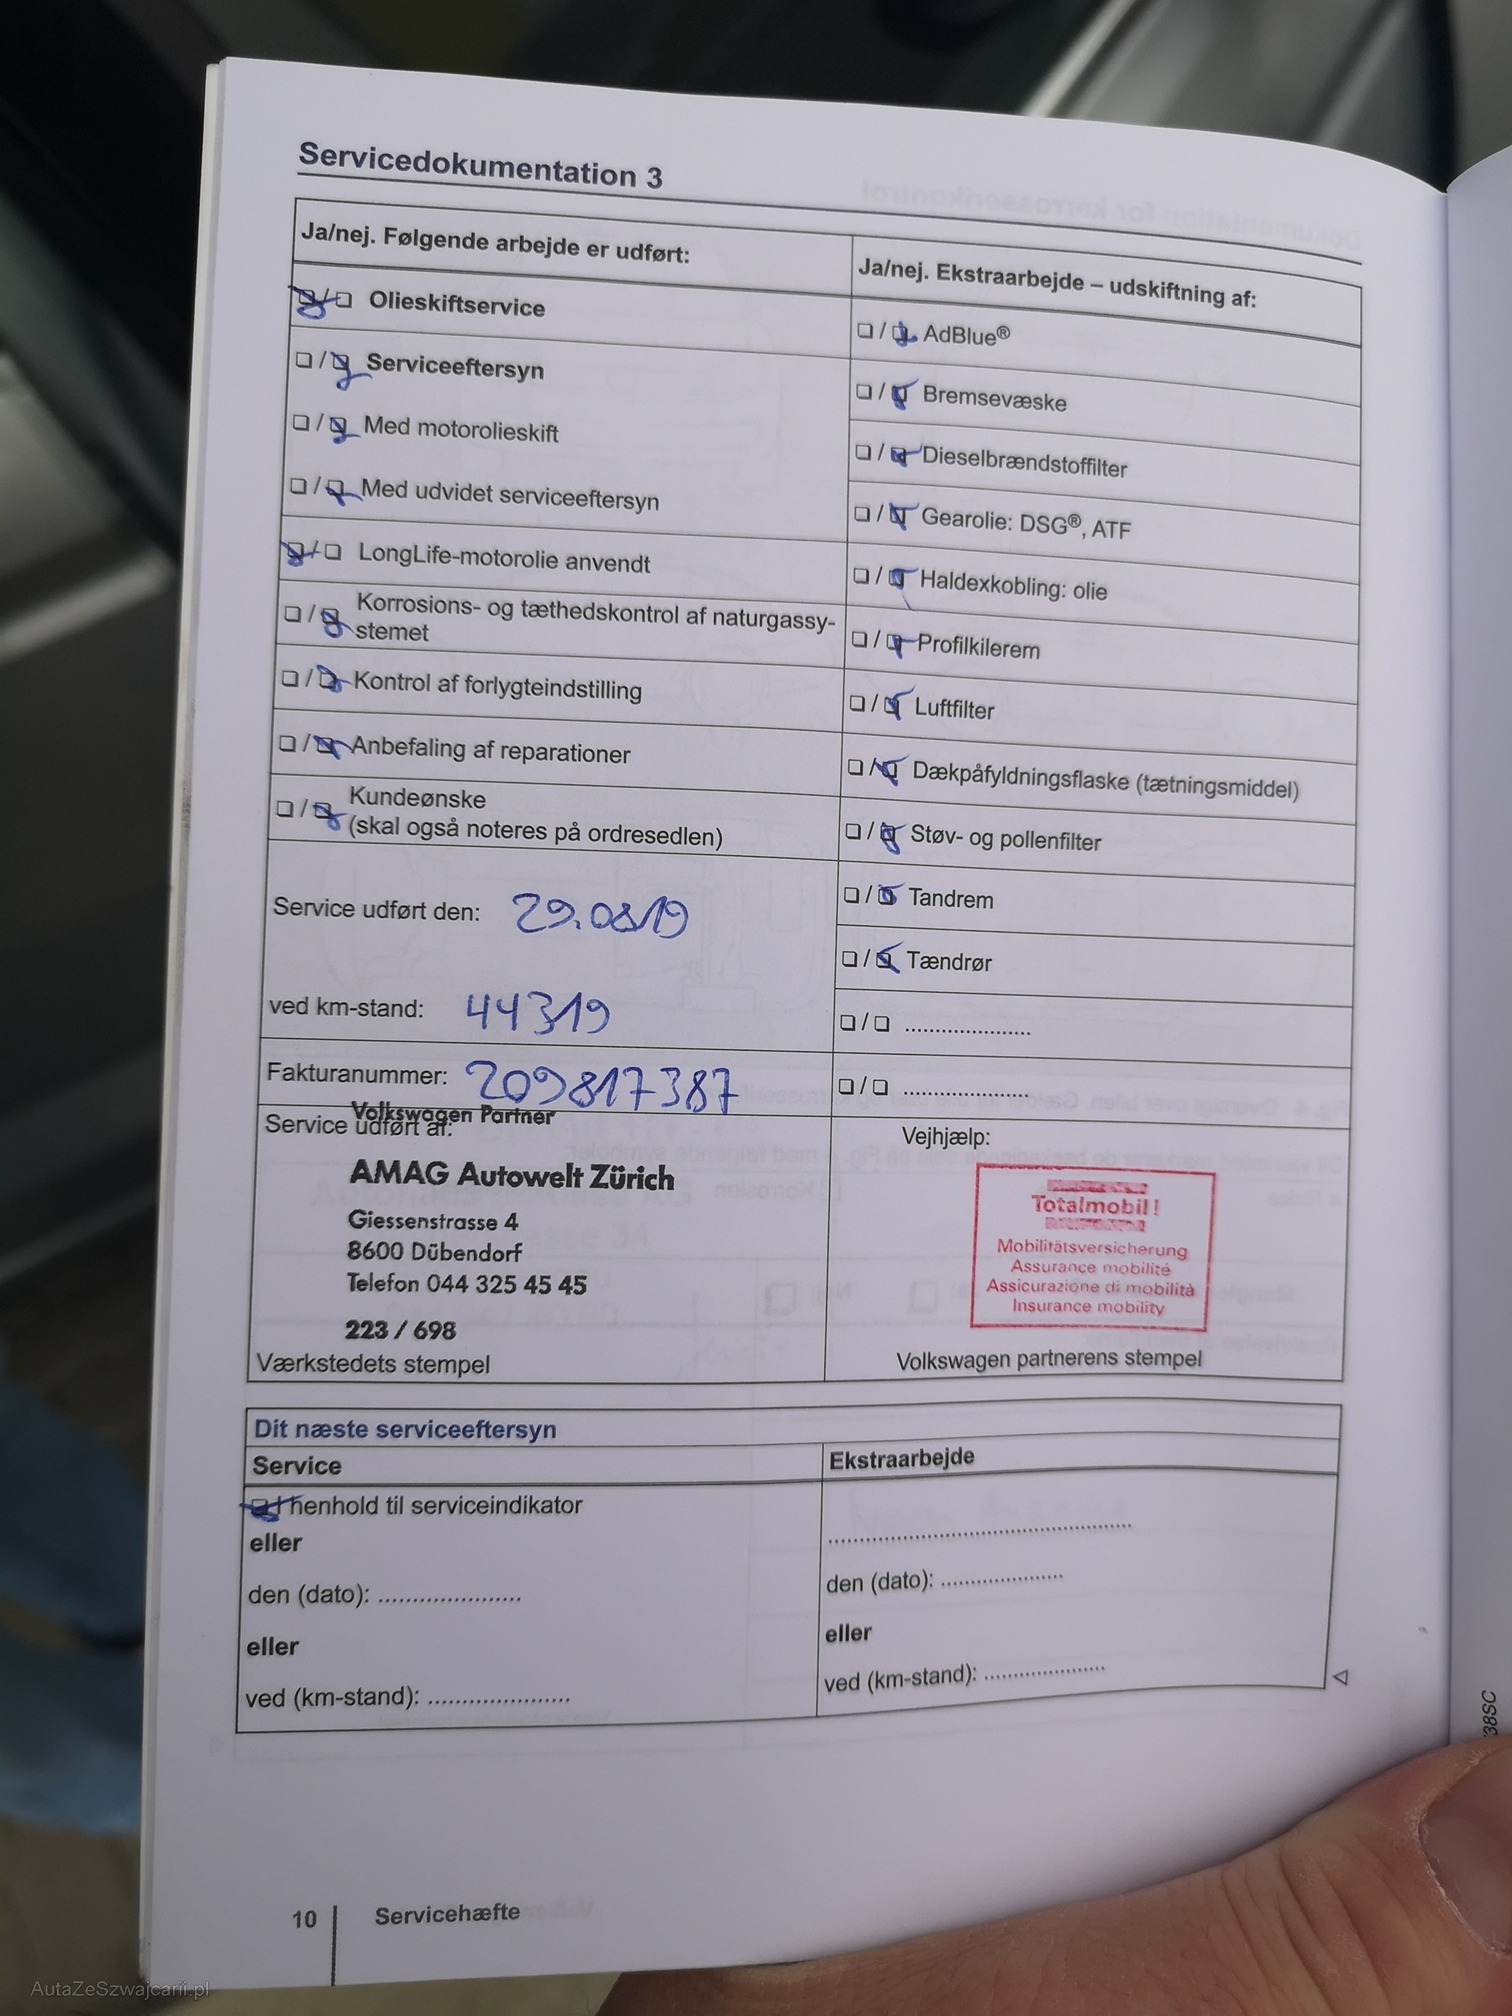 Servicedokumentation 3
Ja/nej. Følgende arbejde er udført:
❏/❏ Olieskiftservice
❏/❏ Serviceeftersyn
❏/❏ Med motorolieskift
❏/❏ Med udvidet serviceeftersyn
❏/❏ LongLife-motorolie anvendt
❏/❏ Korrosions- og tæthedskontrol af naturgassy-
stemet
❏/❏ Kontrol af forlygteindstilling
❏/❏ Anbefaling af reparationer
❏/❏ Kundeønske
(skal også noteres på ordresedlen)
Service udført den: 29.08.19
ved km-stand: 44319
Fakturanummer: 209817387
Ja/nej. Ekstraarbejde – udskiftning af:
❏/❏ AdBlue®
❏/❏ Bremsevæske
❏/❏ Dieselbrændstoffilter
❏/❏ Gearolie: DSG®, ATF
❏/❏ Haldexkobling: olie
❏/❏ Profilkilerem
❏/❏ Luftfilter
❏/❏ Dækpåfyldningsflaske (tætningsmiddel)
❏/❏ Støv- og pollenfilter
❏/❏ Tandrem
❏/❏ Tændrør
❏/❏ .....................
❏/❏ .....................
Volkswagen Partner
Service udført af:
AMAG Autowelt Zürich
Giessenstrasse 4
8600 Dübendorf
Telefon 044 325 45 45
223 / 698
Værkstedets stempel
Vejhjælp:
Totalmobil!
Mobilitätsversicherung
Assurance mobilité
Assicurazione di mobilità
Insurance mobility
Volkswagen partnerens stempel
Dit næste serviceeftersyn
Service
❏ I henhold til serviceindikator
eller
den (dato): .....................
eller
ved (km-stand): .....................
Ekstraarbejde
.....................
den (dato): .....................
eller
ved (km-stand): .....................
10 Servicehæfte
38SC
AutaZeSzwajcarii.pl